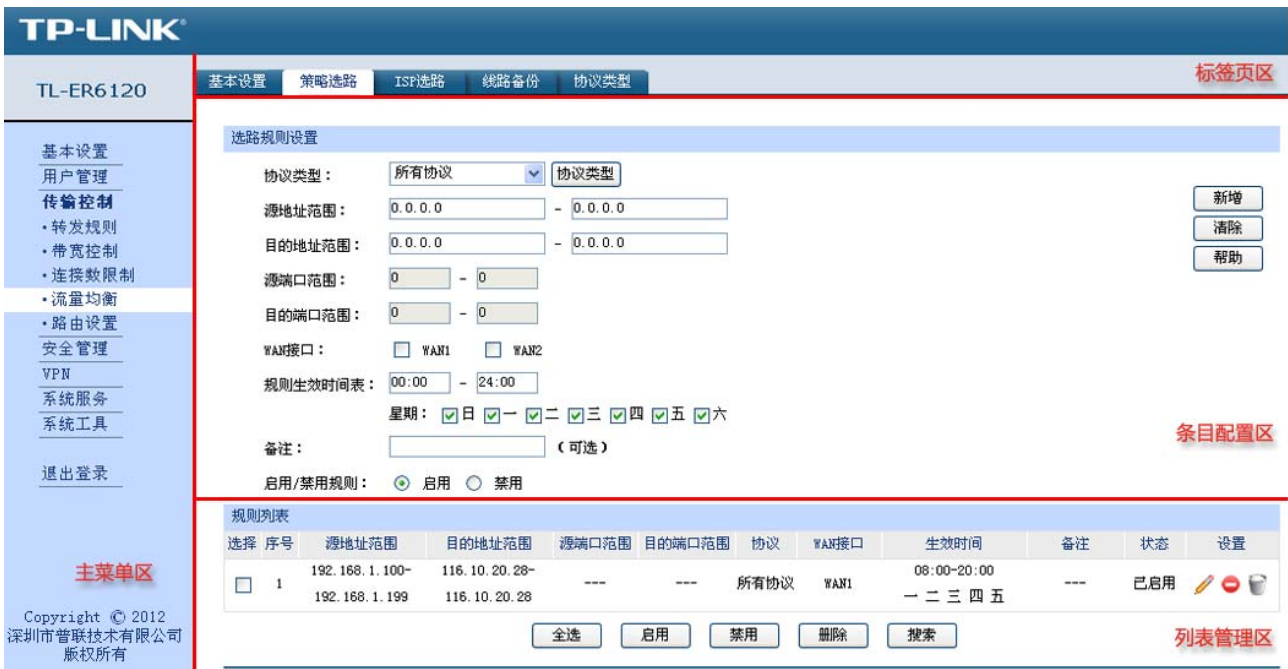 TP-LINK®
TL-ER6120
基本设置 策略选路 ISP选路 线路备份 协议类型
标签页区
基本设置
用户管理
传输控制
·转发规则
·带宽控制
·连接数限制
·流量均衡
·路由设置
安全管理
VPN
系统服务
系统工具
退出登录
主菜单区
Copyright © 2012
深圳市普联技术有限公司
版权所有
选路规则设置
协议类型： 所有协议 协议类型
源地址范围： 0.0.0.0 - 0.0.0.0
目的地址范围： 0.0.0.0 - 0.0.0.0
源端口范围： 0 - 0
目的端口范围： 0 - 0
WAN接口： WAN1 WAN2
规则生效时间表： 00:00 - 24:00
星期： 日 一 二 三 四 五 六
备注： （可选）
启用/禁用规则： 启用 禁用
新增
清除
帮助
条目配置区
规则列表
选择 序号 源地址范围 目的地址范围 源端口范围 目的端口范围 协议 WAN接口 生效时间 备注 状态 设置
1 192.168.1.100- 116.10.20.28- --- --- 所有协议 WAN1 08:00-20:00 --- 已启用
192.168.1.199 116.10.20.28 一 二 三 四 五
全选 启用 禁用 删除 搜索
列表管理区